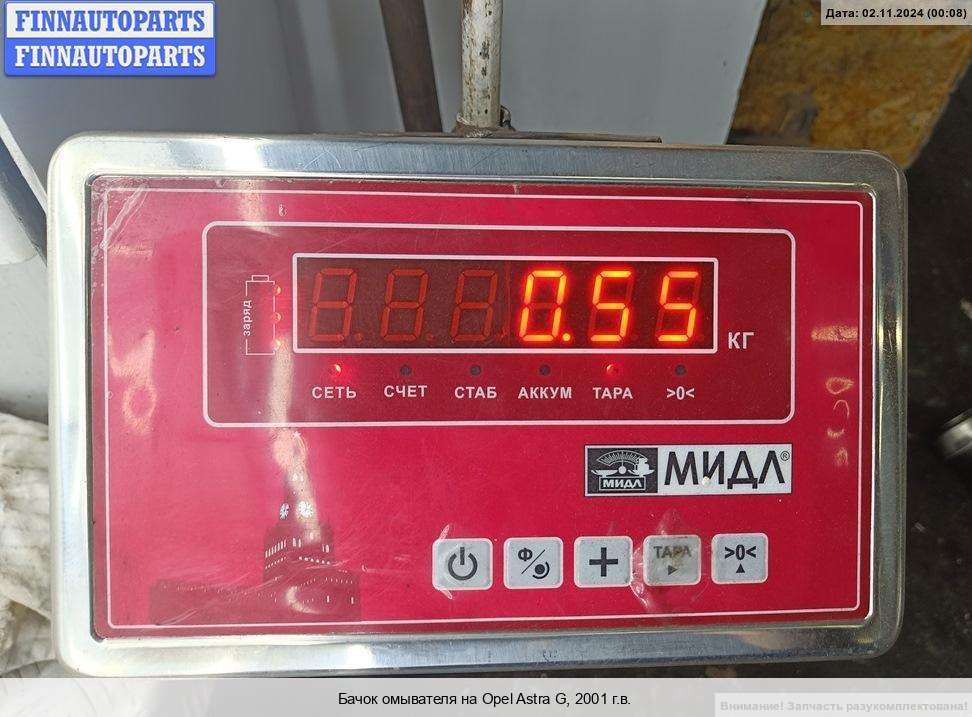 FINNAUTOPARTS
FINNAUTOPARTS
Дата: 02.11.2024 (00:08)
заряд
0.55
КГ
СЕТЬ СЧЕТ СТАБ АККУМ ТАРА >0<
МИДЛ МИДЛ®
Ф/ + ТАРА >0<
Бачок омывателя на Opel Astra G, 2001 г.в.
Внимание! Запчасть разукомплектована!